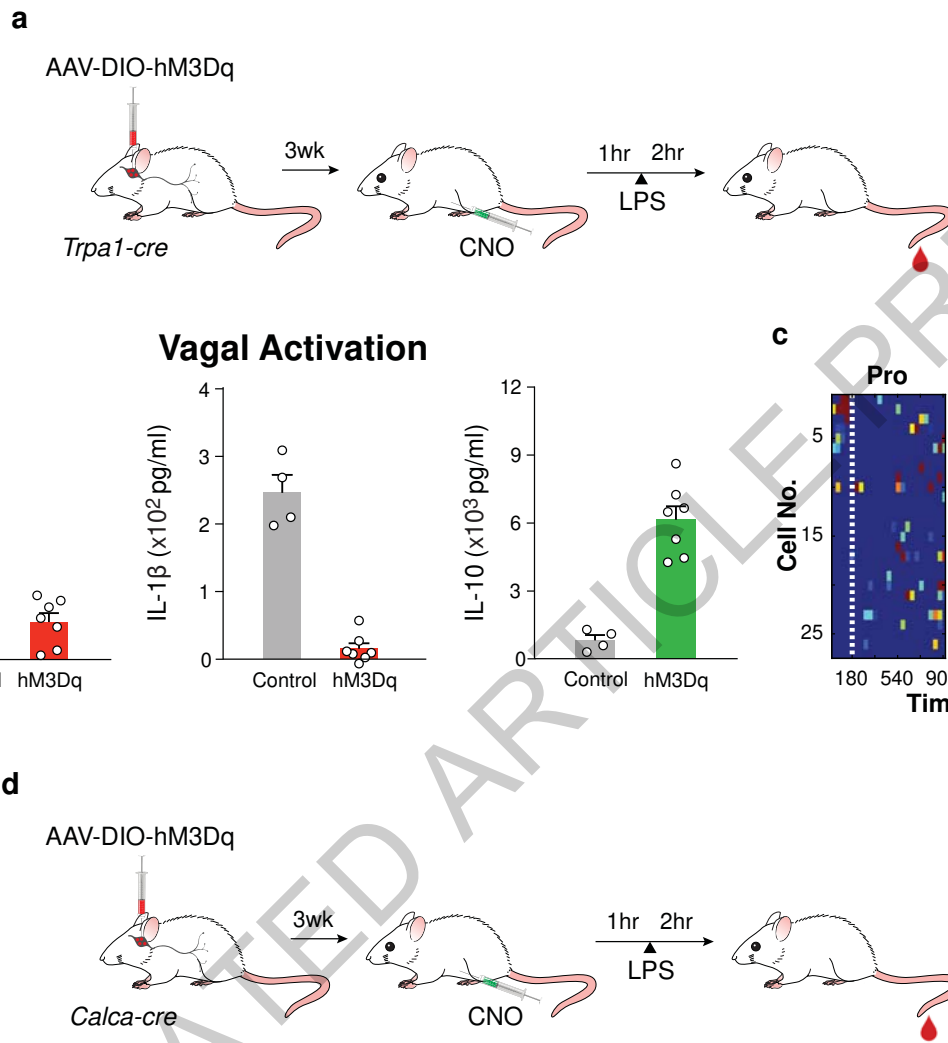 a
AAV-DIO-hM3Dq
3wk
1hr 2hr
LPS
Trpa1-cre
CNO
Vagal Activation
c
Pro
4
3
2
1
0
IL-1β (x10² pg/ml)
12
9
6
3
0
IL-10 (x10³ pg/ml)
Cell No.
5
15
25
hM3Dq
Control hM3Dq
Control hM3Dq
180 540 90
Tim
d
AAV-DIO-hM3Dq
3wk
1hr 2hr
LPS
Calca-cre
CNO
ATED ARTICLE PR